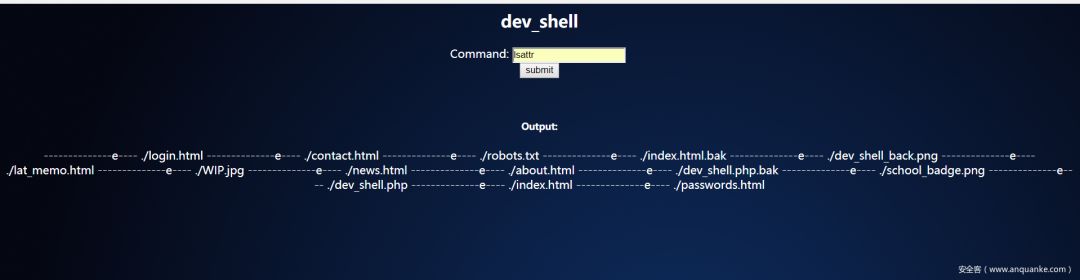 dev_shell
Command: lsattr
submit
Output:
-------------e---- ./login.html -------------e---- ./contact.html -------------e---- ./robots.txt -------------e---- ./index.html.bak -------------e---- ./dev_shell_back.png -------------e----
./lat_memo.html -------------e---- ./WIP.jpg -------------e---- ./news.html -------------e---- ./about.html -------------e---- ./dev_shell.php.bak -------------e---- ./school_badge.png -------------e--
-- ./dev_shell.php -------------e---- ./index.html -------------e---- ./passwords.html
安全客（www.anquanke.com）